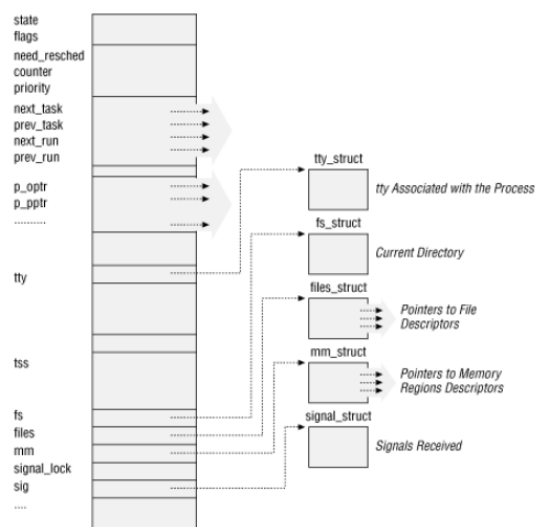 state
flags
need_resched
counter
priority
next_task
prev_task
next_run
prev_run
p_optr
p_pptr
..........
tty
tss
fs
files
mm
signal_lock
sig
....
tty_struct
tty Associated with the Process
fs_struct
Current Directory
files_struct
Pointers to File
Descriptors
mm_struct
Pointers to Memory
Regions Descriptors
signal_struct
Signals Received